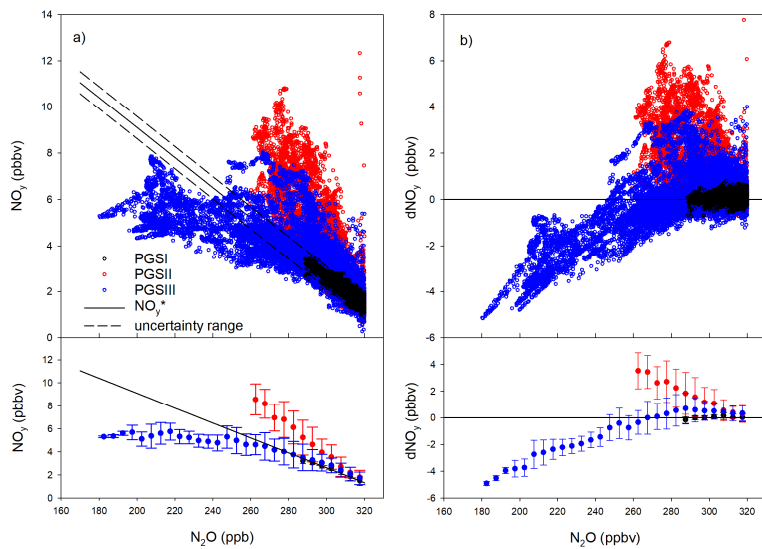 14
12
10
8
6
4
2
0
NOy (pbbv)
a)
PGSI
PGSII
PGSIII
NOy*
uncertainty range
8
6
4
2
0
-2
-4
-6
dNOy (pbbv)
b)
12
10
8
6
4
2
0
NOy (pbbv)
160 180 200 220 240 260 280 300 320
N2O (ppb)
4
2
0
-2
-4
-6
dNOy (pbbv)
160 180 200 220 240 260 280 300 320
N2O (ppbv)